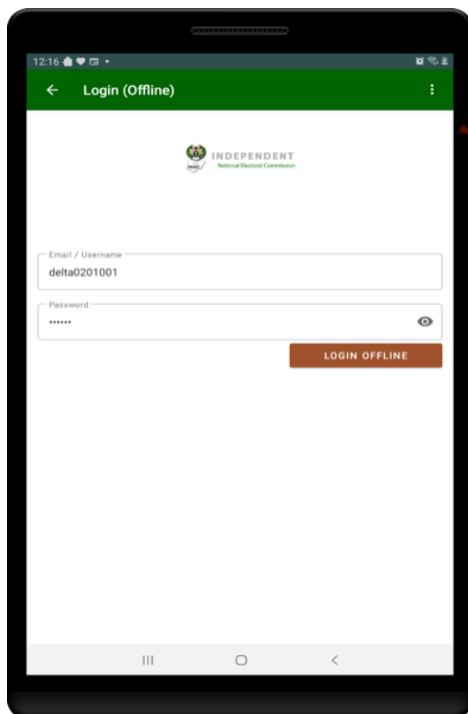 12:16
Login (Offline)
INDEPENDENT
National Electoral Commission
Email / Username
delta0201001
Password
••••••
LOGIN OFFLINE